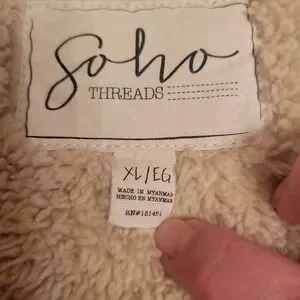 Soho
THREADS
XL/EG
MADE IN MYANMAR
HECHO EN MYANMAR